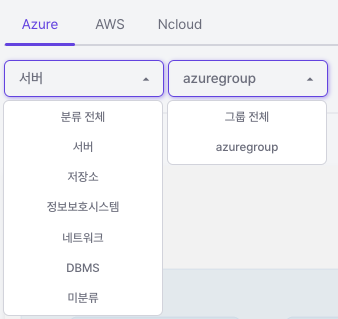 Azure AWS Ncloud
서버 azuregroup
분류 전체 그룹 전체
서버 azuregroup
저장소
정보보호시스템
네트워크
DBMS
미분류